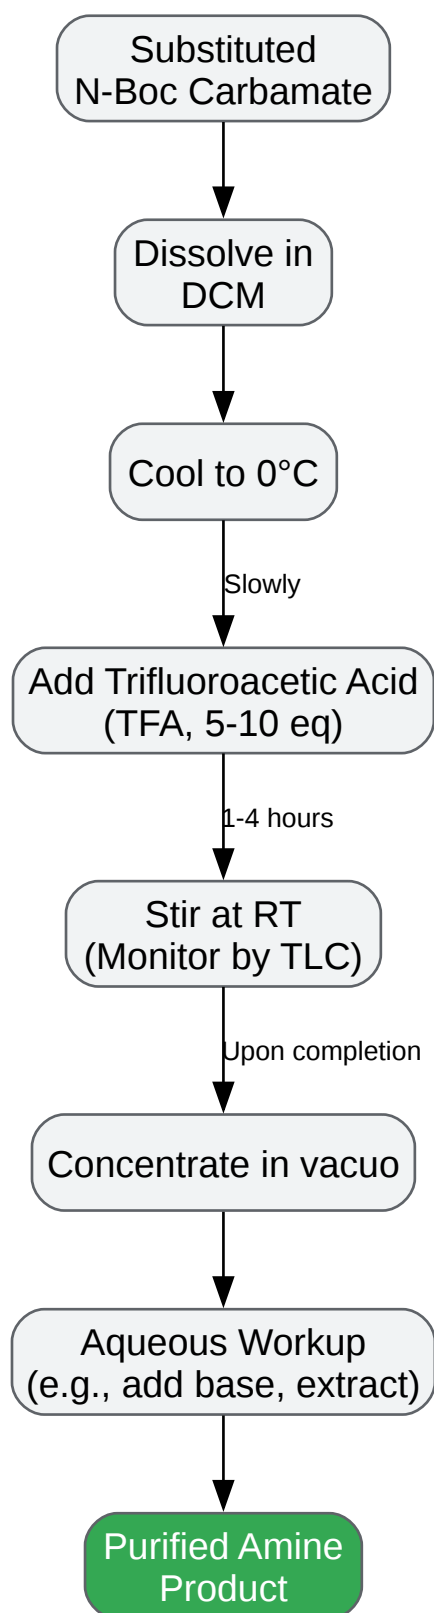 Substituted
N-Boc Carbamate
Dissolve in
DCM
Cool to 0°C
Slowly
Add Trifluoroacetic Acid
(TFA, 5-10 eq)
1-4 hours
Stir at RT
(Monitor by TLC)
Upon completion
Concentrate in vacuo
Aqueous Workup
(e.g., add base, extract)
Purified Amine
Product